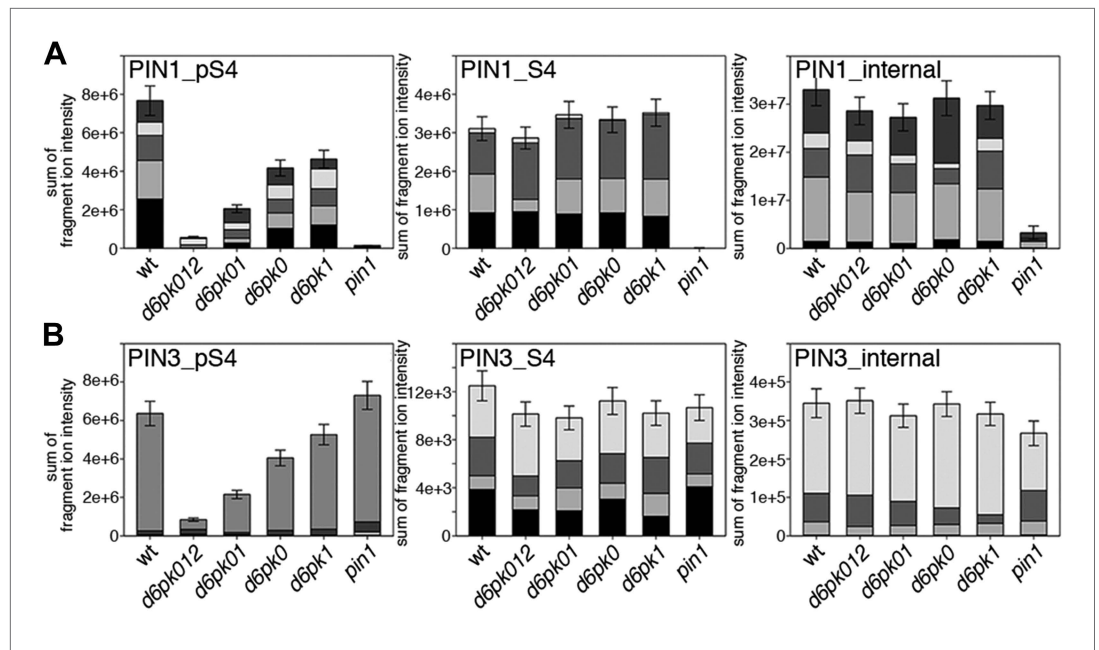 A
PIN1_pS4
sum of
fragment ion intensity
8e+6
6e+6
4e+6
2e+6
0
wt
d6pk012
d6pk01
d6pk0
d6pk1
pin1
PIN1_S4
sum of fragment ion intensity
4e+6
3e+6
2e+6
1e+6
0
wt
d6pk012
d6pk01
d6pk0
d6pk1
pin1
PIN1_internal
sum of fragment ion intensity
3e+7
2e+7
1e+7
0
wt
d6pk012
d6pk01
d6pk0
d6pk1
pin1
B
PIN3_pS4
sum of
fragment ion intensity
8e+6
6e+6
4e+6
2e+6
0
wt
d6pk012
d6pk01
d6pk0
d6pk1
pin1
PIN3_S4
sum of fragment ion intensity
12e+3
8e+3
4e+3
0
wt
d6pk012
d6pk01
d6pk0
d6pk1
pin1
PIN3_internal
sum of fragment ion intensity
4e+5
3e+5
2e+5
1e+5
0
wt
d6pk012
d6pk01
d6pk0
d6pk1
pin1